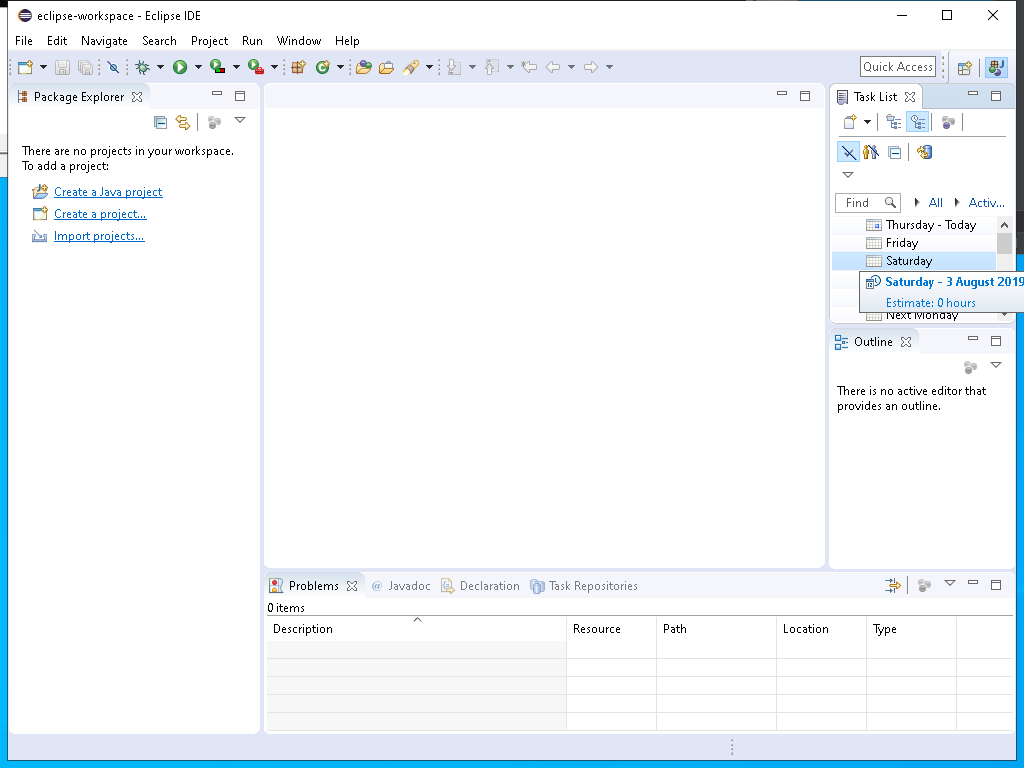 eclipse-workspace - Eclipse IDE
File Edit Navigate Search Project Run Window Help
Quick Access
Package Explorer
There are no projects in your workspace.
To add a project:
Create a Java project
Create a project...
Import projects...
Task List
Find All Activ...
Thursday - Today
Friday
Saturday
Saturday - 3 August 2019
Estimate: 0 hours
Next Monday
Outline
There is no active editor that
provides an outline.
Problems @ Javadoc Declaration Task Repositories
0 items
Description Resource Path Location Type